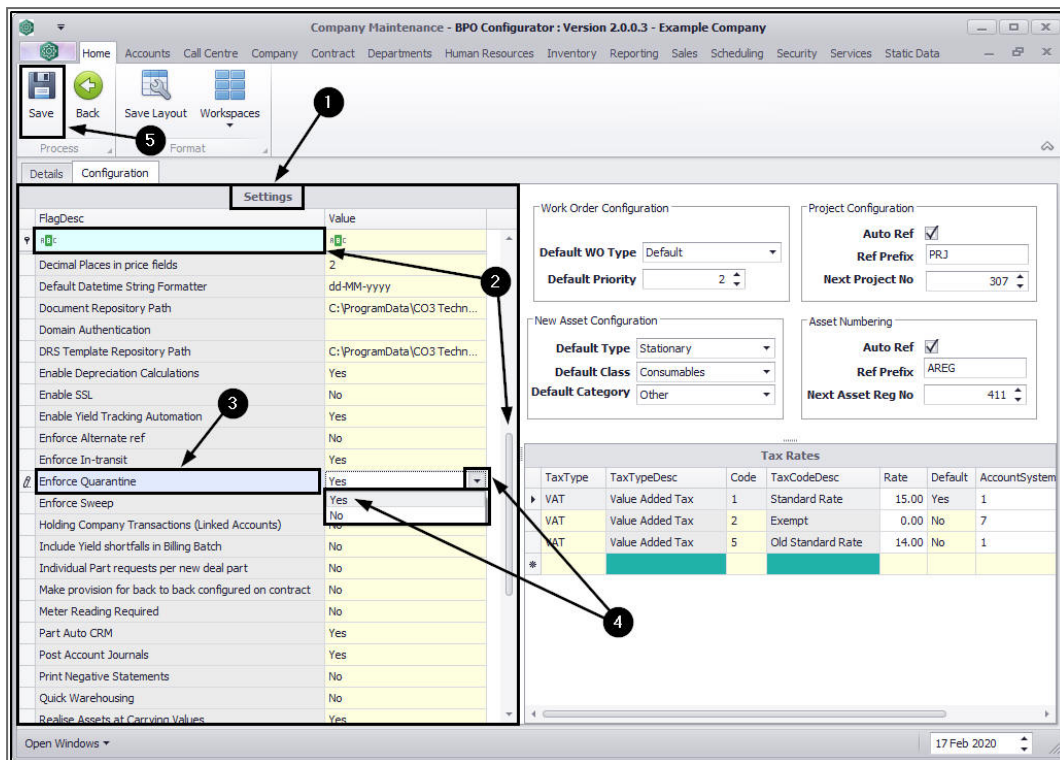 Company Maintenance - BPO Configurator : Version 2.0.0.3 - Example Company
Home Accounts Call Centre Company Contract Departments Human Resources Inventory Reporting Sales Scheduling Security Services Static Data
Save Back Save Layout Workspaces
Process Format
1
5
Details Configuration
Settings
FlagDesc Value
Decimal Places in price fields 2
Default Datetime String Formatter dd-MM-yyyy
Document Repository Path C:\ProgramData\CO3 Techn...
Domain Authentication
DRS Template Repository Path C:\ProgramData\CO3 Techn...
Enable Depreciation Calculations Yes
Enable SSL No
Enable Yield Tracking Automation Yes
Enforce Alternate ref No
Enforce In-transit Yes
Enforce Quarantine Yes
Enforce Sweep Yes
No
Holding Company Transactions (Linked Accounts) No
Include Yield shortfalls in Billing Batch No
Individual Part requests per new deal part No
Make provision for back to back configured on contract No
Meter Reading Required No
Part Auto CRM Yes
Post Account Journals Yes
Print Negative Statements No
Quick Warehousing No
Realise Assets at Carrying Values Yes
2
3
4
Work Order Configuration
Default WO Type Default
Default Priority 2
Project Configuration
Auto Ref
Ref Prefix PRJ
Next Project No 307
New Asset Configuration
Default Type Stationary
Default Class Consumables
Default Category Other
Asset Numbering
Auto Ref
Ref Prefix AREG
Next Asset Reg No 411
Tax Rates
TaxType TaxTypeDesc Code TaxCodeDesc Rate Default AccountSystem
VAT Value Added Tax 1 Standard Rate 15.00 Yes 1
VAT Value Added Tax 2 Exempt 0.00 No 7
VAT Value Added Tax 5 Old Standard Rate 14.00 No 1
Open Windows 17 Feb 2020